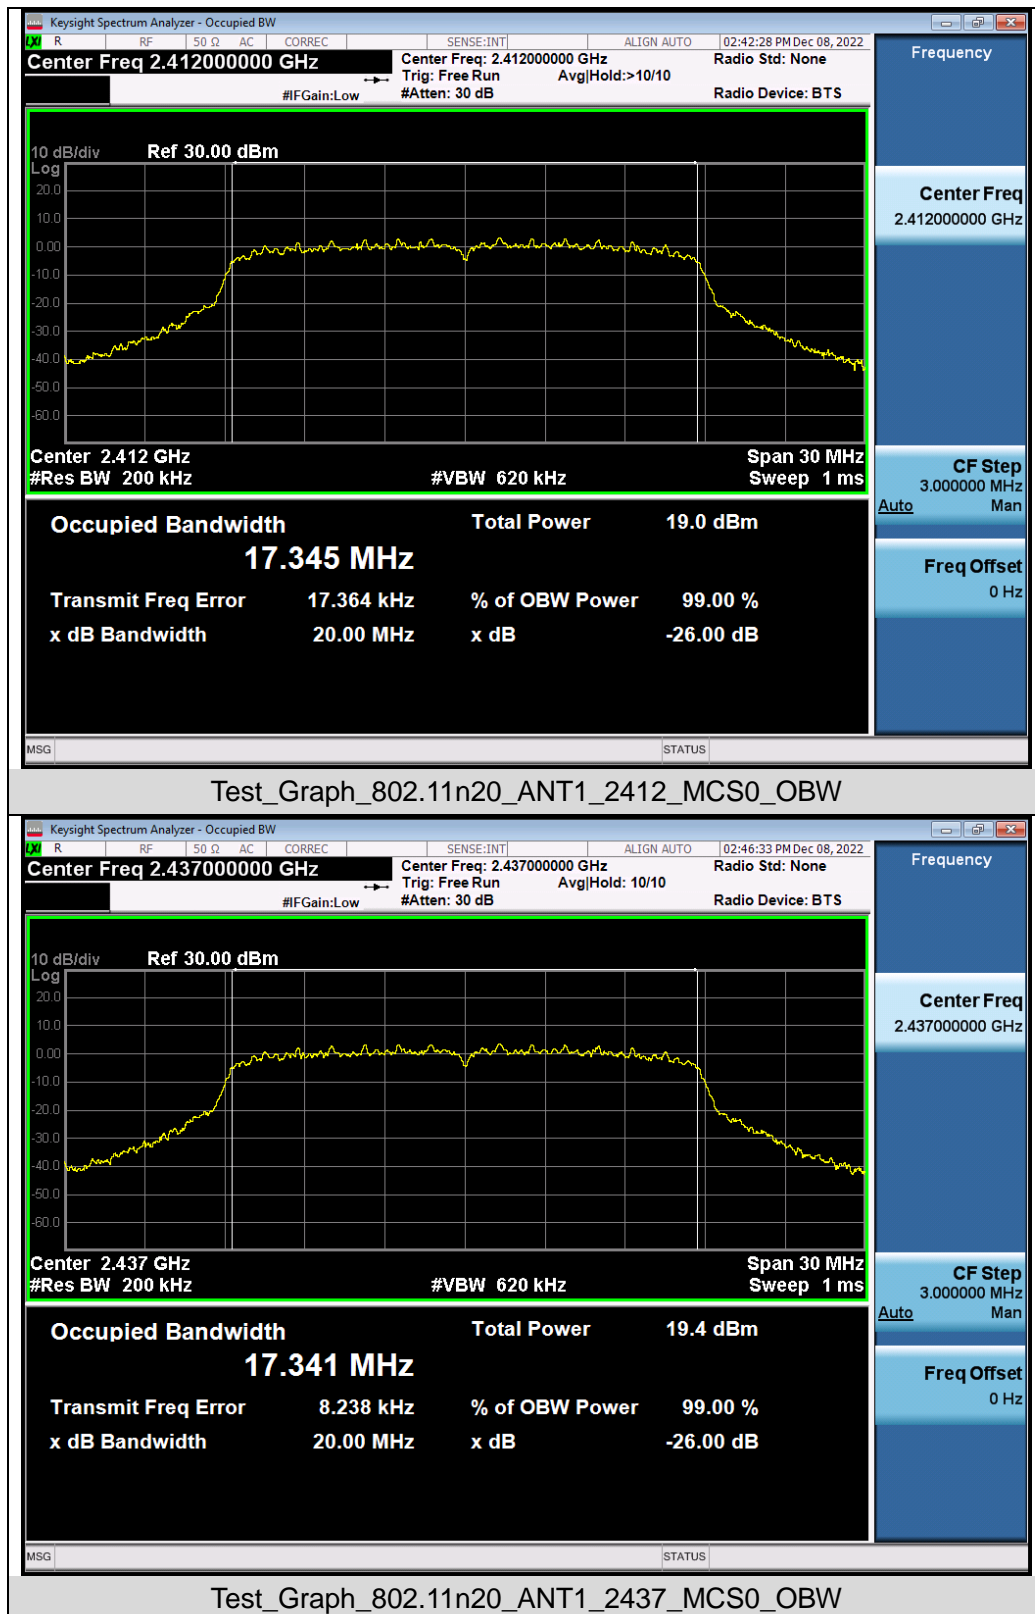 Keysight Spectrum Analyzer - Occupied BW
LXI R RF 50 Ω AC CORREC SENSE:INT ALIGN AUTO 02:42:28 PM Dec 08, 2022
Center Freq 2.412000000 GHz
Center Freq: 2.412000000 GHz Radio Std: None
Trig: Free Run Avg|Hold:>10/10
#IFGain:Low #Atten: 30 dB Radio Device: BTS
Frequency
10 dB/div Ref 30.00 dBm
Log
20.0
10.0
0.00
-10.0
-20.0
-30.0
-40.0
-50.0
-60.0
Center 2.412 GHz Span 30 MHz
#Res BW 200 kHz #VBW 620 kHz Sweep 1 ms
Center Freq
2.412000000 GHz
CF Step
3.000000 MHz
Auto Man
Freq Offset
0 Hz
Occupied Bandwidth Total Power 19.0 dBm
17.345 MHz
Transmit Freq Error 17.364 kHz % of OBW Power 99.00 %
x dB Bandwidth 20.00 MHz x dB -26.00 dB
MSG STATUS
Test_Graph_802.11n20_ANT1_2412_MCS0_OBW
Keysight Spectrum Analyzer - Occupied BW
LXI R RF 50 Ω AC CORREC SENSE:INT ALIGN AUTO 02:46:33 PM Dec 08, 2022
Center Freq 2.437000000 GHz
Center Freq: 2.437000000 GHz Radio Std: None
Trig: Free Run Avg|Hold: 10/10
#IFGain:Low #Atten: 30 dB Radio Device: BTS
Frequency
10 dB/div Ref 30.00 dBm
Log
20.0
10.0
0.00
-10.0
-20.0
-30.0
-40.0
-50.0
-60.0
Center 2.437 GHz Span 30 MHz
#Res BW 200 kHz #VBW 620 kHz Sweep 1 ms
Center Freq
2.437000000 GHz
CF Step
3.000000 MHz
Auto Man
Freq Offset
0 Hz
Occupied Bandwidth Total Power 19.4 dBm
17.341 MHz
Transmit Freq Error 8.238 kHz % of OBW Power 99.00 %
x dB Bandwidth 20.00 MHz x dB -26.00 dB
MSG STATUS
Test_Graph_802.11n20_ANT1_2437_MCS0_OBW